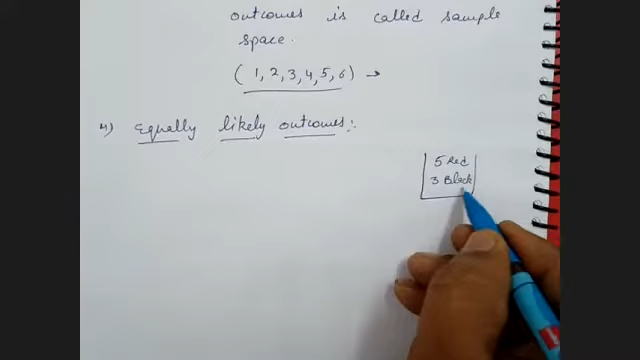 outcomes is called sample
space.
(1, 2, 3, 4, 5, 6) →
4) Equally likely outcomes:
5 Red
3 Black